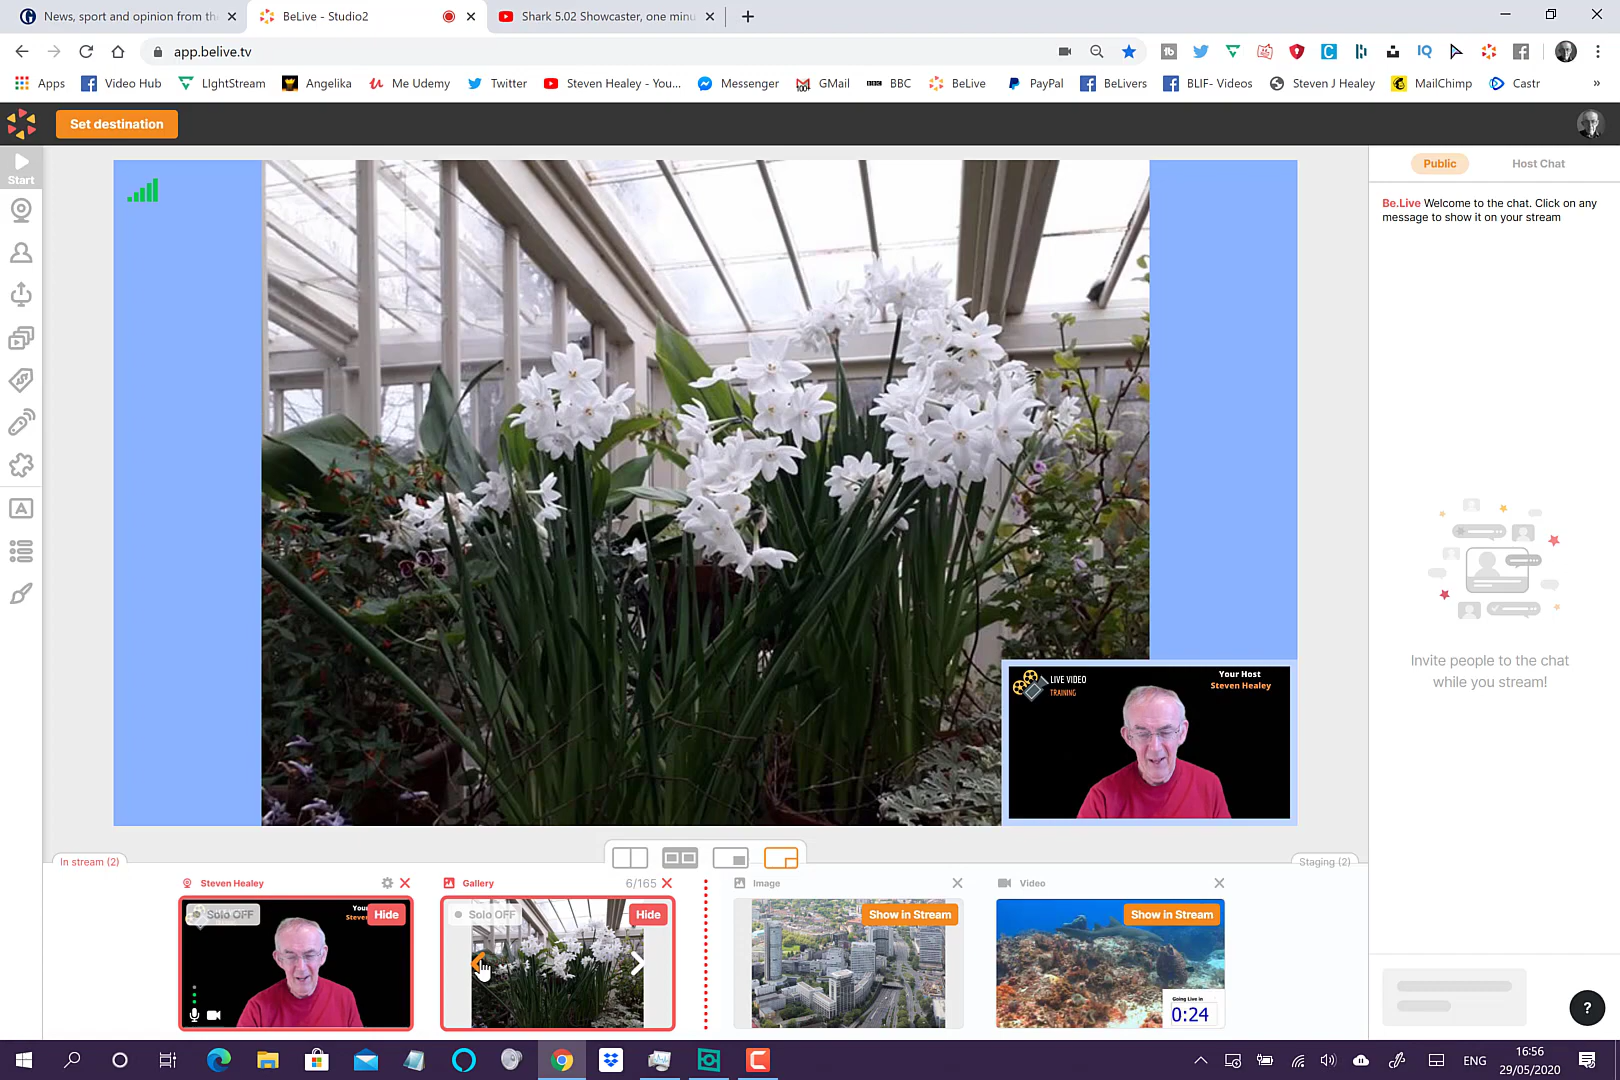 News, sport and opinion from th
BeLive - Studio2
Shark 5.02 Showcaster, one minu
app.belive.tv
Apps
Video Hub
LIghtStream
Angelika
Me Udemy
Twitter
Steven Healey - You...
Messenger
GMail
BBC
BeLive
PayPal
BeLivers
BLIF- Videos
Steven J Healey
MailChimp
Castr
Set destination
Start
Public
Host Chat
Be.Live Welcome to the chat. Click on any
message to show it on your stream
LIVE VIDEO
TRAINING
Your Host
Steven Healey
Invite people to the chat
while you stream!
In stream (2)
Staging (2)
Steven Healey
Gallery
6/165
Image
Video
Solo OFF
Hide
Solo OFF
Hide
Show in Stream
Show in Stream
Going Live in
0:24
?
ENG
16:56
29/05/2020